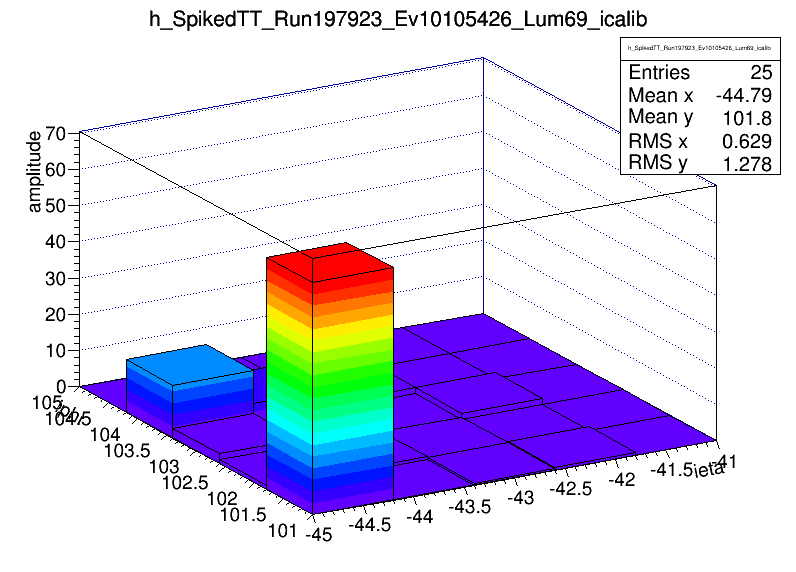 h_SpikedTT_Run197923_Ev10105426_Lum69_icalib
h_SpikedTT_Run197923_Ev10105426_Lum69_icalib
Entries 25
Mean x -44.79
Mean y 101.8
RMS x 0.629
RMS y 1.278
amplitude
70
60
50
40
30
20
10
0
105
104.5
104
103.5
103
102.5
102
101.5
101
-45
-44.5
-44
-43.5
-43
-42.5
-42
-41.5
-41
ieta